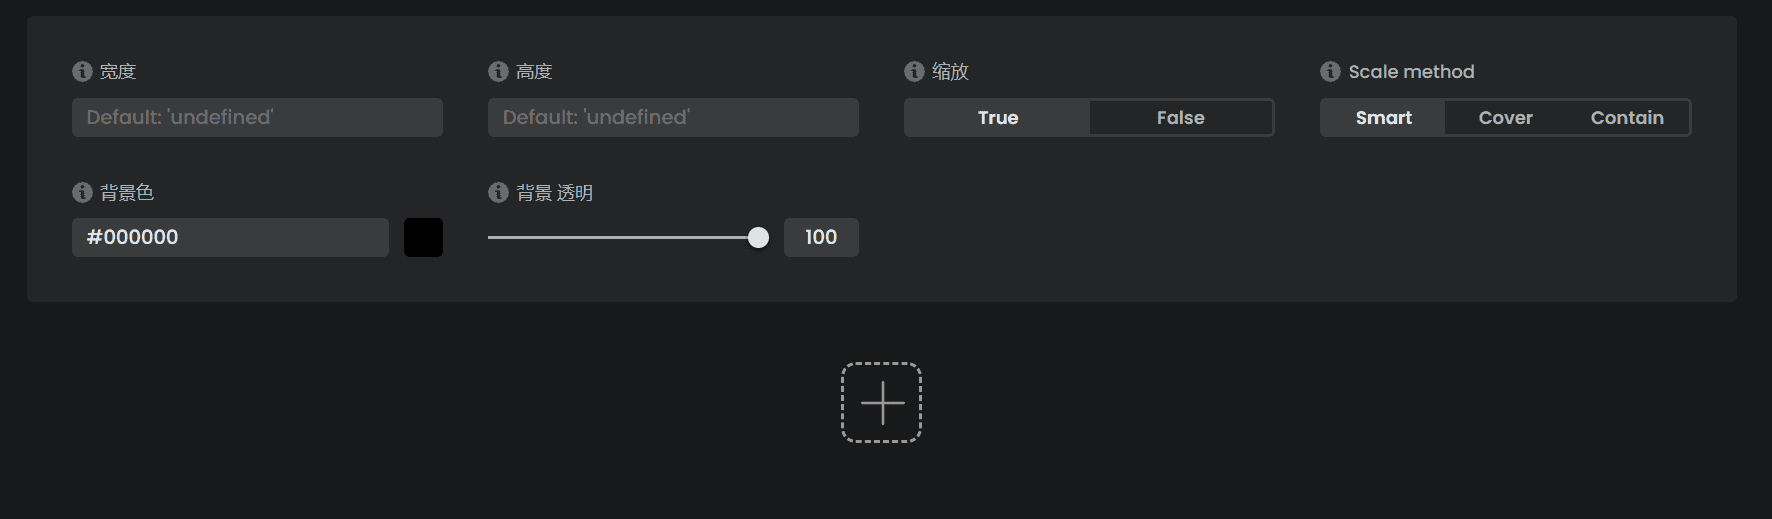 宽度
高度
缩放
Scale method
Default: 'undefined'
Default: 'undefined'
True
False
Smart
Cover
Contain
背景色
背景 透明
#000000
100